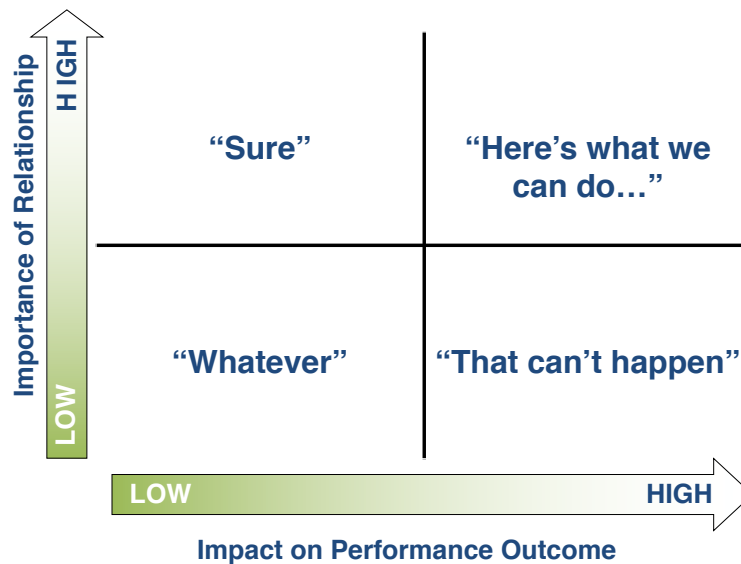 Importance of Relationship
H IGH
LOW
“Sure”
“Here’s what we
can do…”
“Whatever”
“That can’t happen”
LOW
HIGH
Impact on Performance Outcome